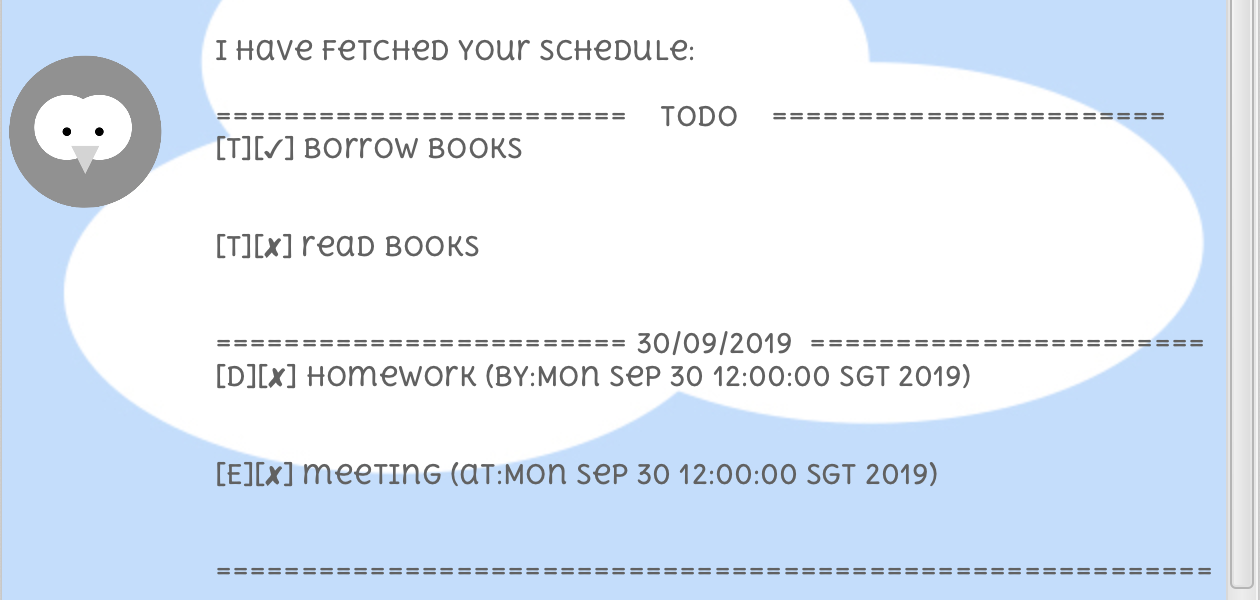 I Have Fetched Your Schedule:
======================== TODO =======================
[T][✓] Borrow Books
[T][✗] read Books
======================== 30/09/2019 =======================
[D][✗] Homework (by:Mon Sep 30 12:00:00 SGT 2019)
[E][✗] meeting (at:Mon Sep 30 12:00:00 SGT 2019)
==========================================================